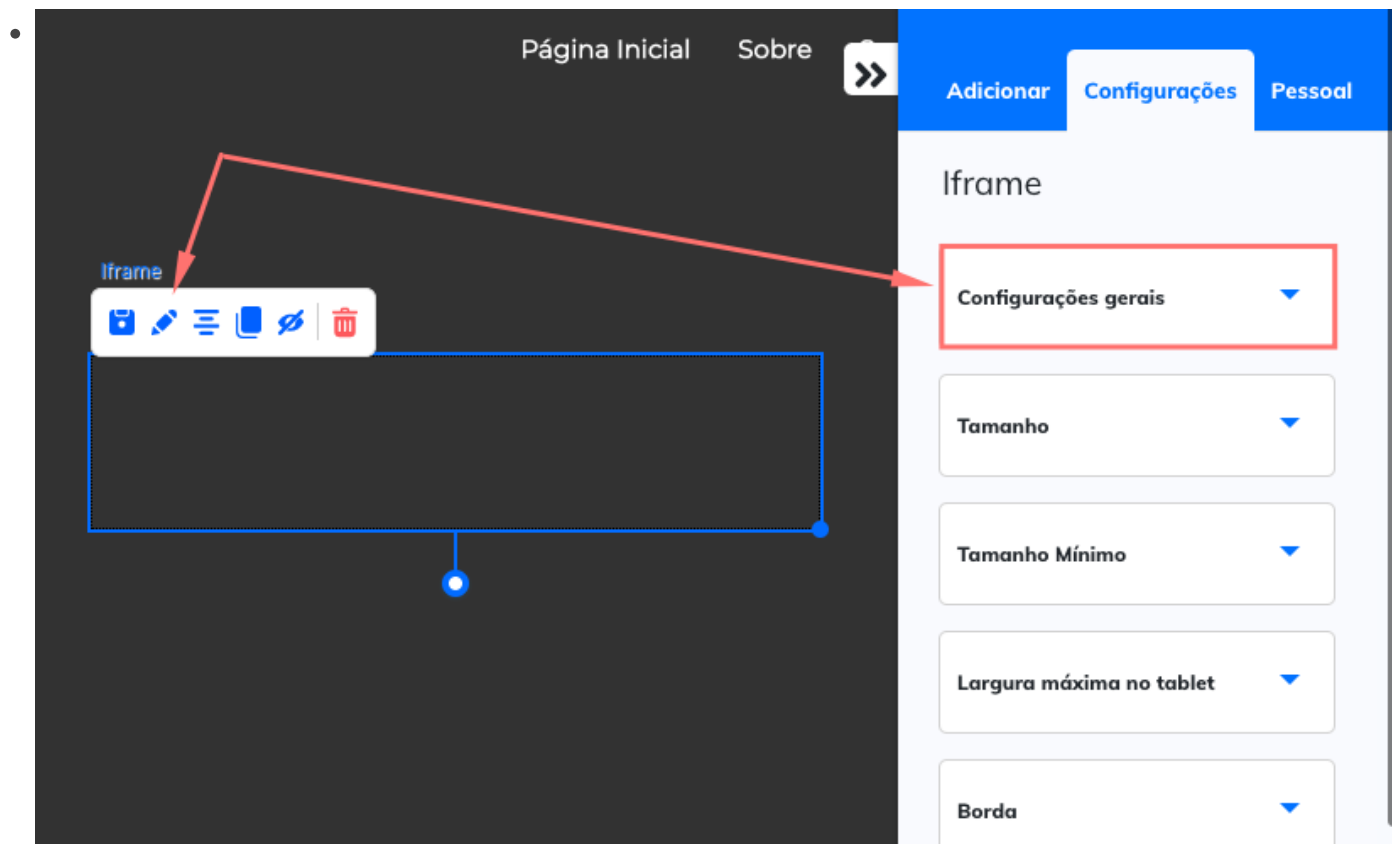 Página Inicial Sobre
Adicionar Configurações Pessoal
Iframe
Iframe
Configurações gerais
Tamanho
Tamanho Mínimo
Largura máxima no tablet
Borda